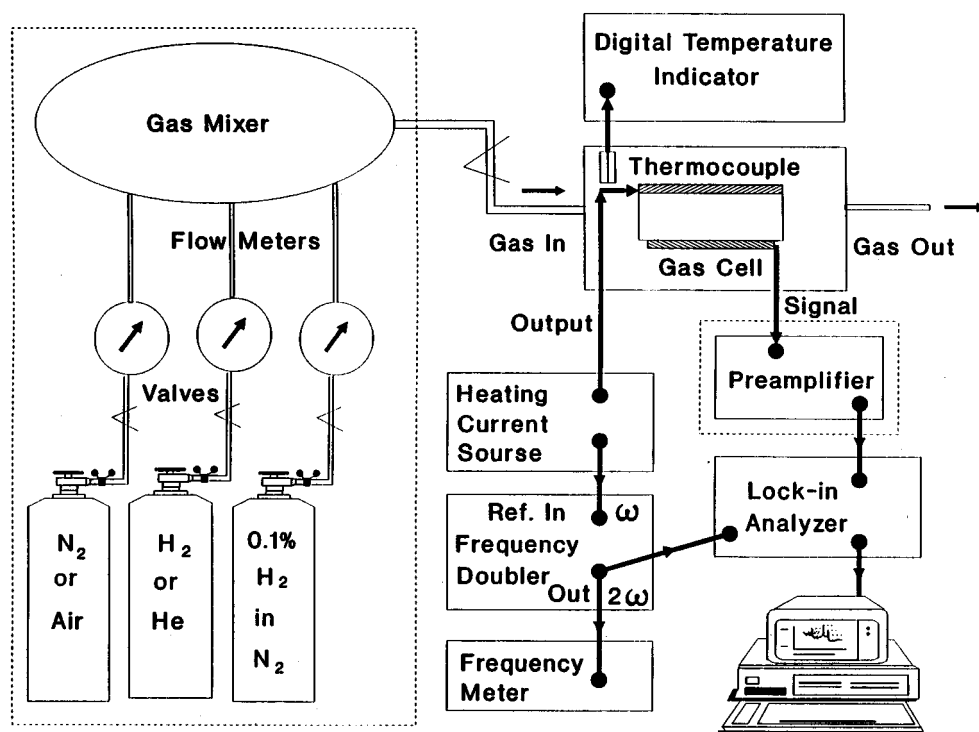 Gas Mixer
Flow Meters
Valves
N₂
or
Air
H₂
or
He
0.1%
H₂
in
N₂
Digital Temperature
Indicator
Thermocouple
Gas In
Gas Cell
Gas Out
Output
Signal
Preamplifier
Heating
Current
Sourse
Ref. In ω
Frequency
Doubler
Out 2ω
Lock-in
Analyzer
Frequency
Meter